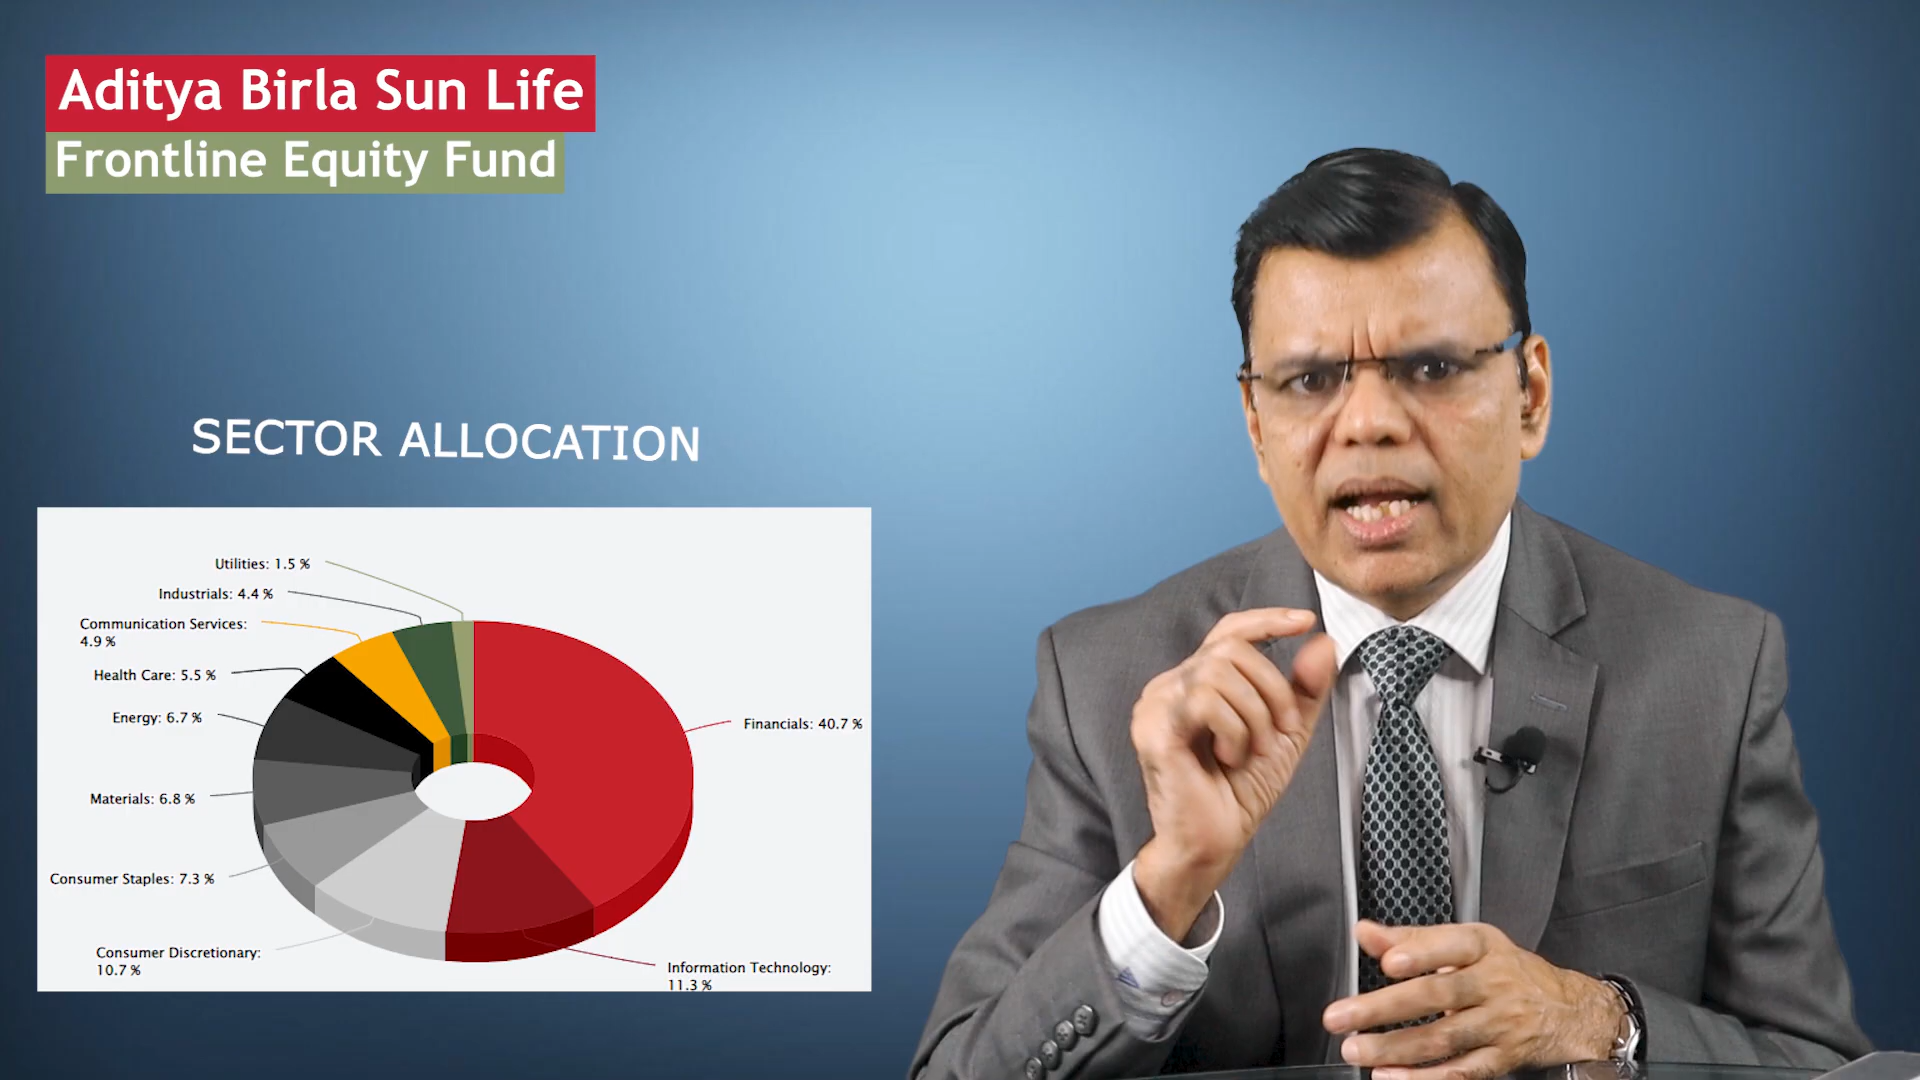 Aditya Birla Sun Life
Frontline Equity Fund
SECTOR ALLOCATION
Utilities: 1.5 %
Industrials: 4.4 %
Communication Services:
4.9 %
Health Care: 5.5 %
Energy: 6.7 %
Financials: 40.7 %
Materials: 6.8 %
Consumer Staples: 7.3 %
Consumer Discretionary:
10.7 %
Information Technology:
11.3 %